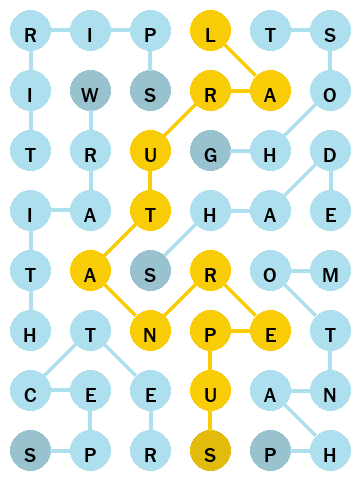 R I P L T S
I W S R A O
T R U G H D
I A T H A E
T A S R O M
H T N P E T
C E E U A N
S P R S P H